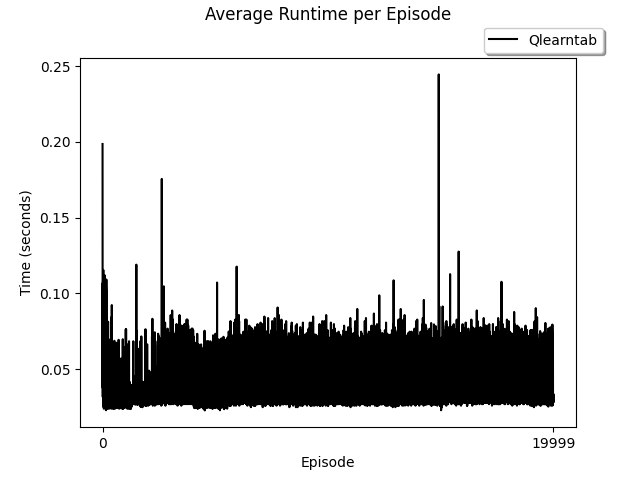 Average Runtime per Episode
Qlearntab
0.25
0.20
0.15
0.10
0.05
Time (seconds)
0 19999
Episode